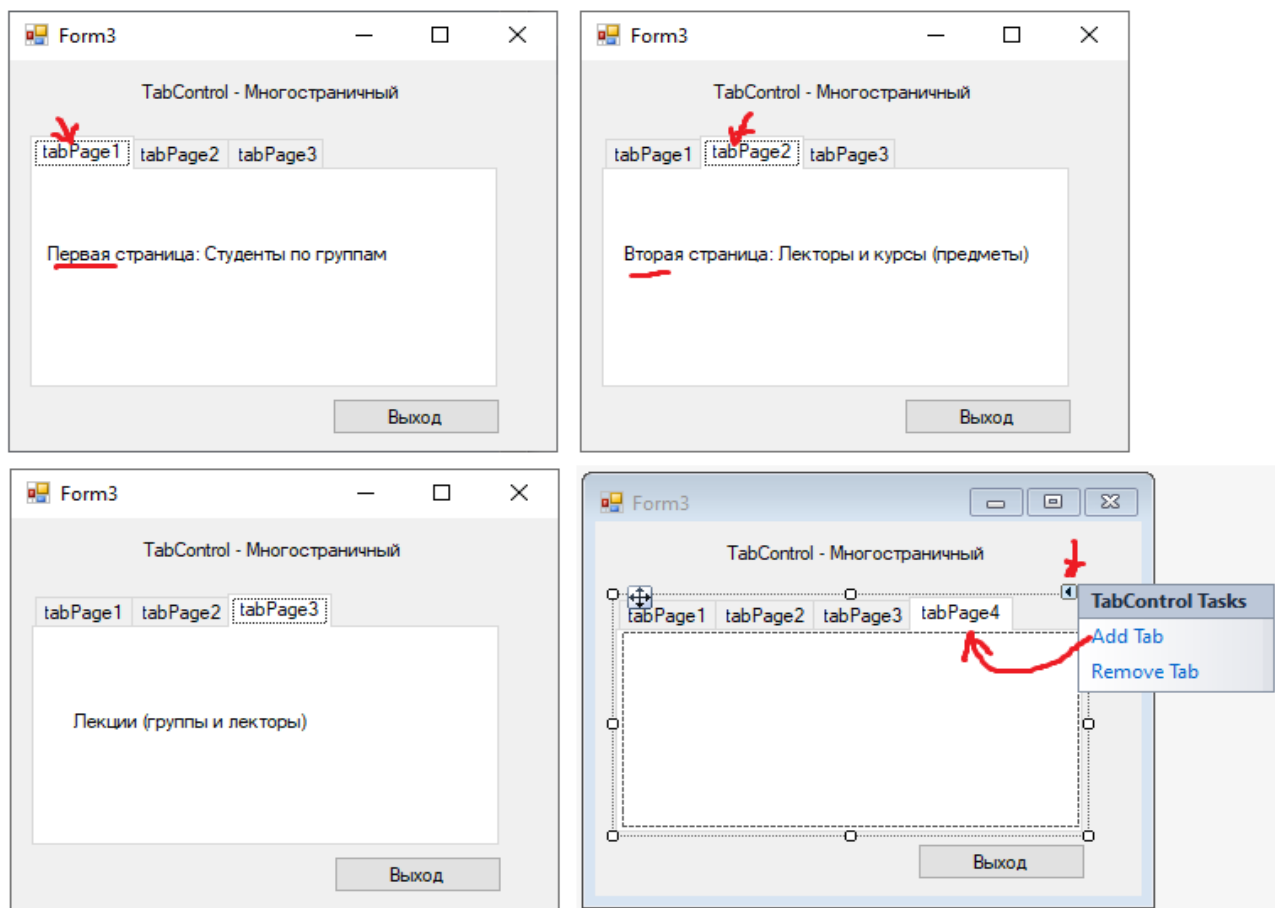 Form3
TabControl - Многостраничный
tabPage1 tabPage2 tabPage3
Первая страница: Студенты по группам
Выход
Form3
TabControl - Многостраничный
tabPage1 tabPage2 tabPage3
Вторая страница: Лекторы и курсы (предметы)
Выход
Form3
TabControl - Многостраничный
tabPage1 tabPage2 tabPage3
Лекции (группы и лекторы)
Выход
Form3
TabControl - Многостраничный
tabPage1 tabPage2 tabPage3 tabPage4
TabControl Tasks
Add Tab
Remove Tab
Выход